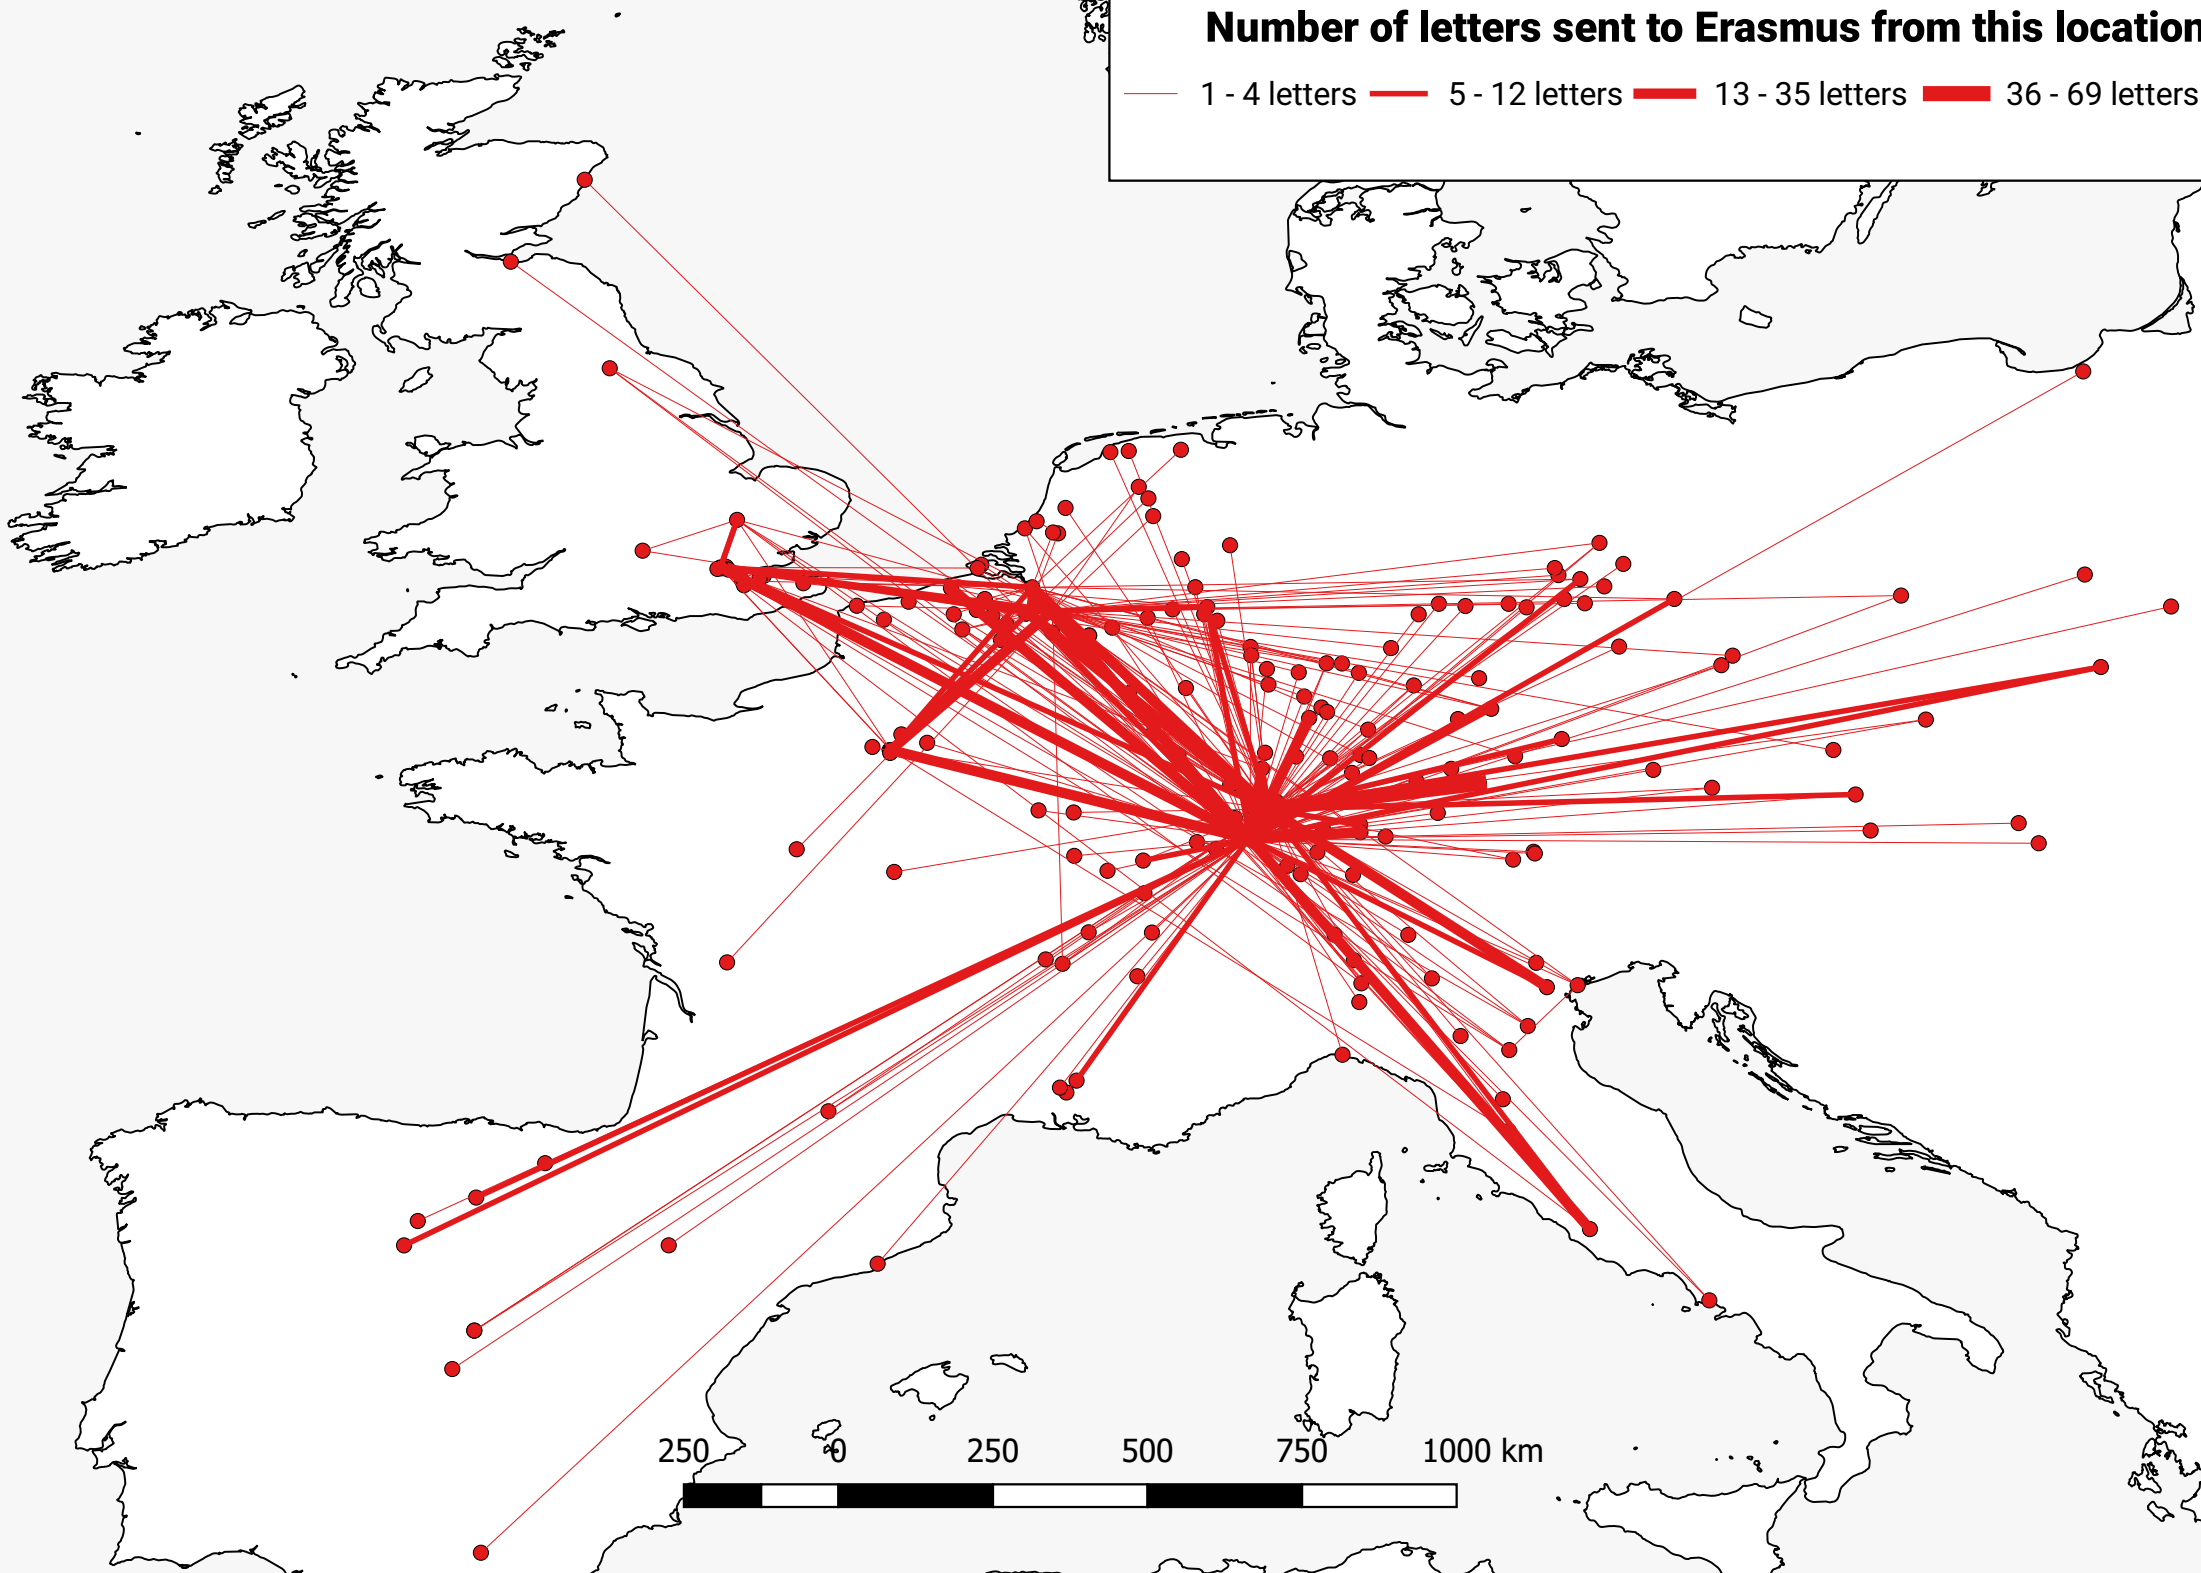 Number of letters sent to Erasmus from this location
1 - 4 letters 5 - 12 letters 13 - 35 letters 36 - 69 letters
250 0 250 500 750 1000 km